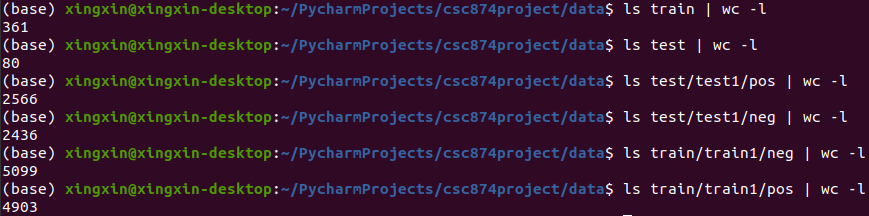 (base) xingxin@xingxin-desktop:~/PycharmProjects/csc874project/data$ ls train | wc -l
361
(base) xingxin@xingxin-desktop:~/PycharmProjects/csc874project/data$ ls test | wc -l
80
(base) xingxin@xingxin-desktop:~/PycharmProjects/csc874project/data$ ls test/test1/pos | wc -l
2566
(base) xingxin@xingxin-desktop:~/PycharmProjects/csc874project/data$ ls test/test1/neg | wc -l
2436
(base) xingxin@xingxin-desktop:~/PycharmProjects/csc874project/data$ ls train/train1/neg | wc -l
5099
(base) xingxin@xingxin-desktop:~/PycharmProjects/csc874project/data$ ls train/train1/pos | wc -l
4903